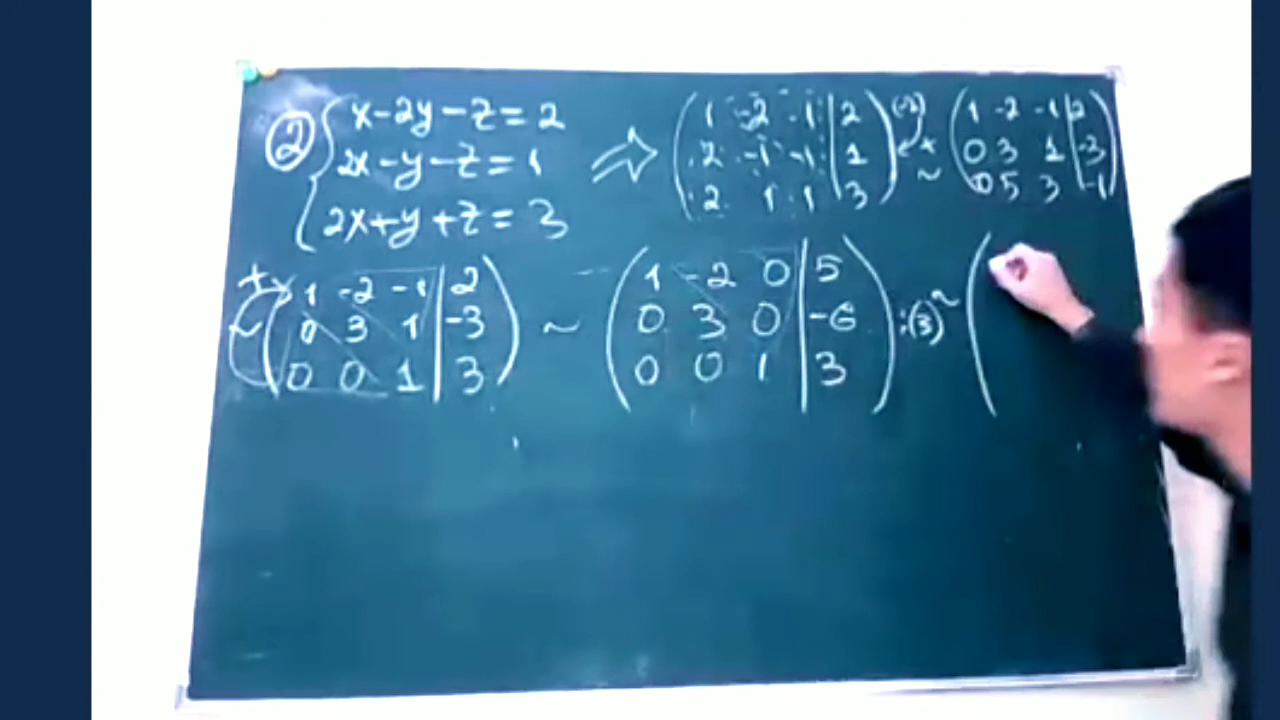 ② { x-2y-z=2
2x-y-z=1
2x+y+z=3
⇒ ( 1 -2 -1 | 2 ) (-2)
2 -1 -1 | 1 +
2 1 1 | 3
~ ( 1 -2 -1 | 2 )
0 3 1 | -3
0 5 3 | -1
+ ( 1 -2 -1 | 2 )
0 3 1 | -3
0 0 1 | 3
~ ( 1 -2 0 | 5 )
0 3 0 | -6 :(3) ~ (
0 0 1 | 3